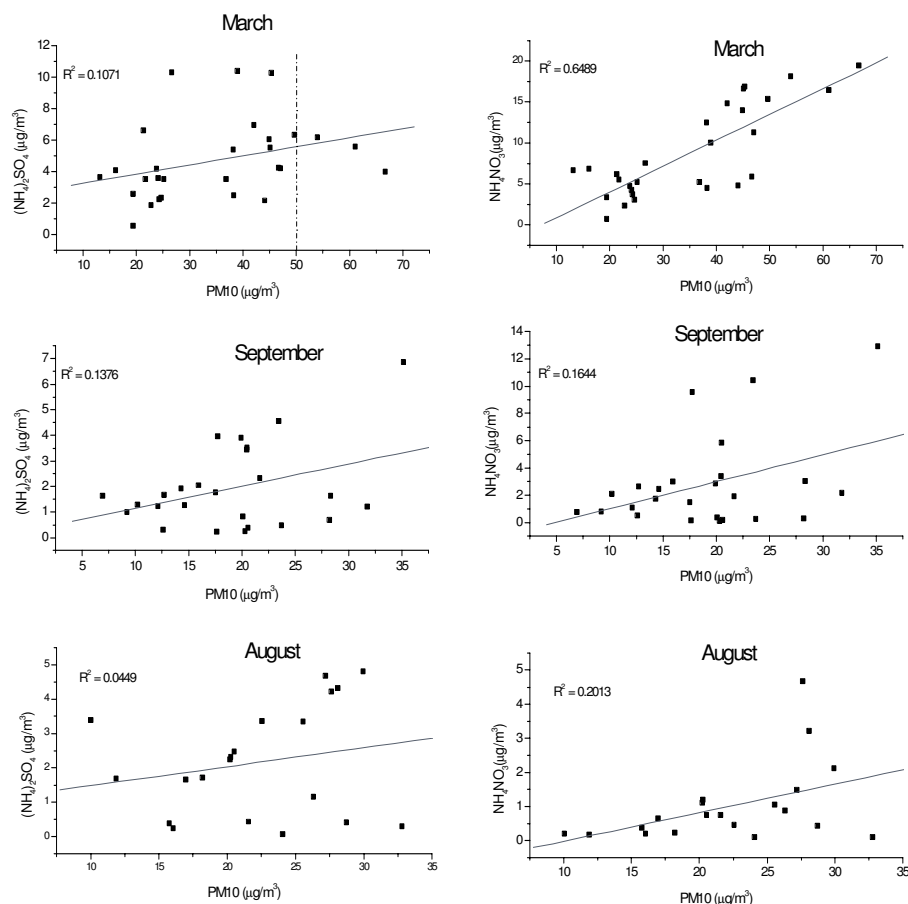 March
R² = 0.1071
(NH₄)₂SO₄ (μg/m³)
12
10
8
6
4
2
0
10 20 30 40 50 60 70
PM10 (μg/m³)
March
R² = 0.6489
NH₄NO₃ (μg/m³)
20
15
10
5
0
10 20 30 40 50 60 70
PM10 (μg/m³)
September
R² = 0.1376
(NH₄)₂SO₄ (μg/m³)
7
6
5
4
3
2
1
0
5 10 15 20 25 30 35
PM10 (μg/m³)
September
R² = 0.1644
NH₄NO₃ (μg/m³)
14
12
10
8
6
4
2
0
5 10 15 20 25 30 35
PM10 (μg/m³)
August
R² = 0.0449
(NH₄)₂SO₄ (μg/m³)
5
4
3
2
1
0
10 15 20 25 30 35
PM10 (μg/m³)
August
R² = 0.2013
NH₄NO₃ (μg/m³)
5
4
3
2
1
0
10 15 20 25 30 35
PM10 (μg/m³)